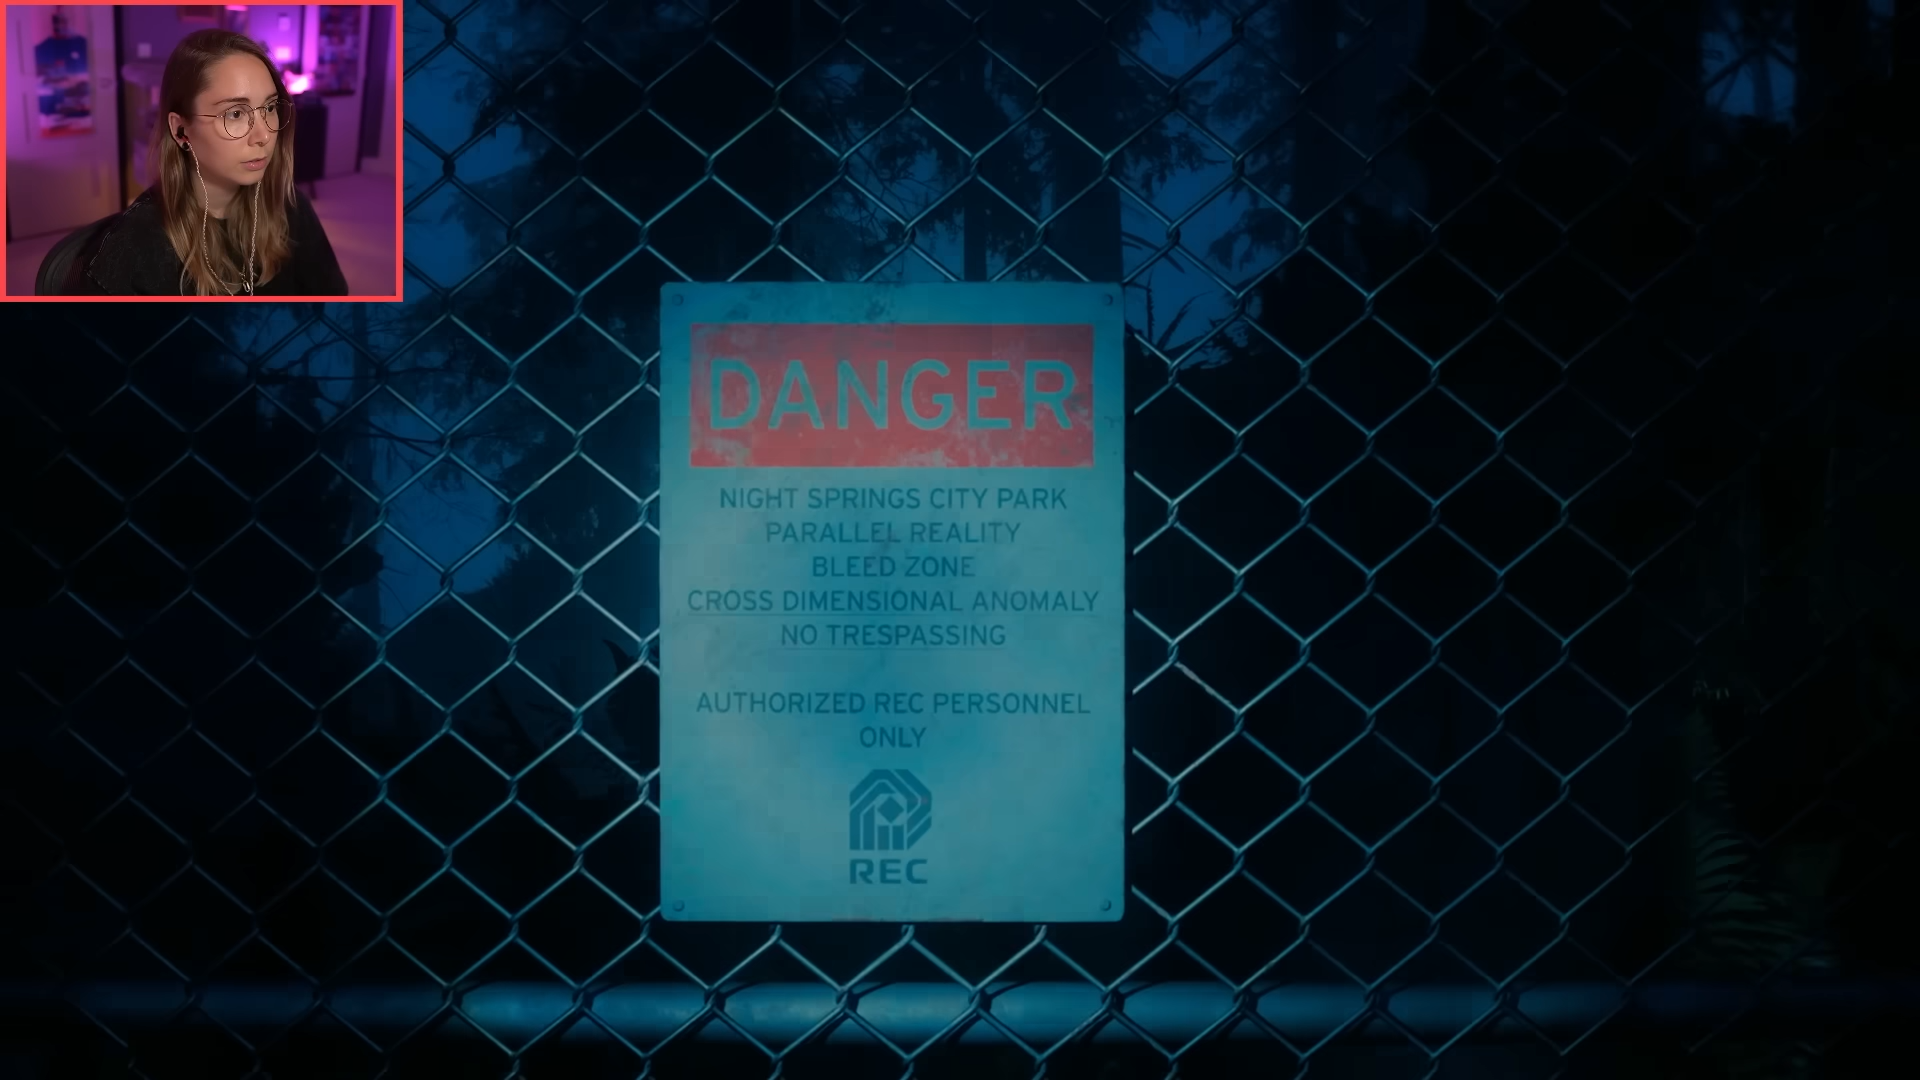 DANGER
NIGHT SPRINGS CITY PARK
PARALLEL REALITY
BLEED ZONE
CROSS DIMENSIONAL ANOMALY
NO TRESPASSING
AUTHORIZED REC PERSONNEL
ONLY
REC